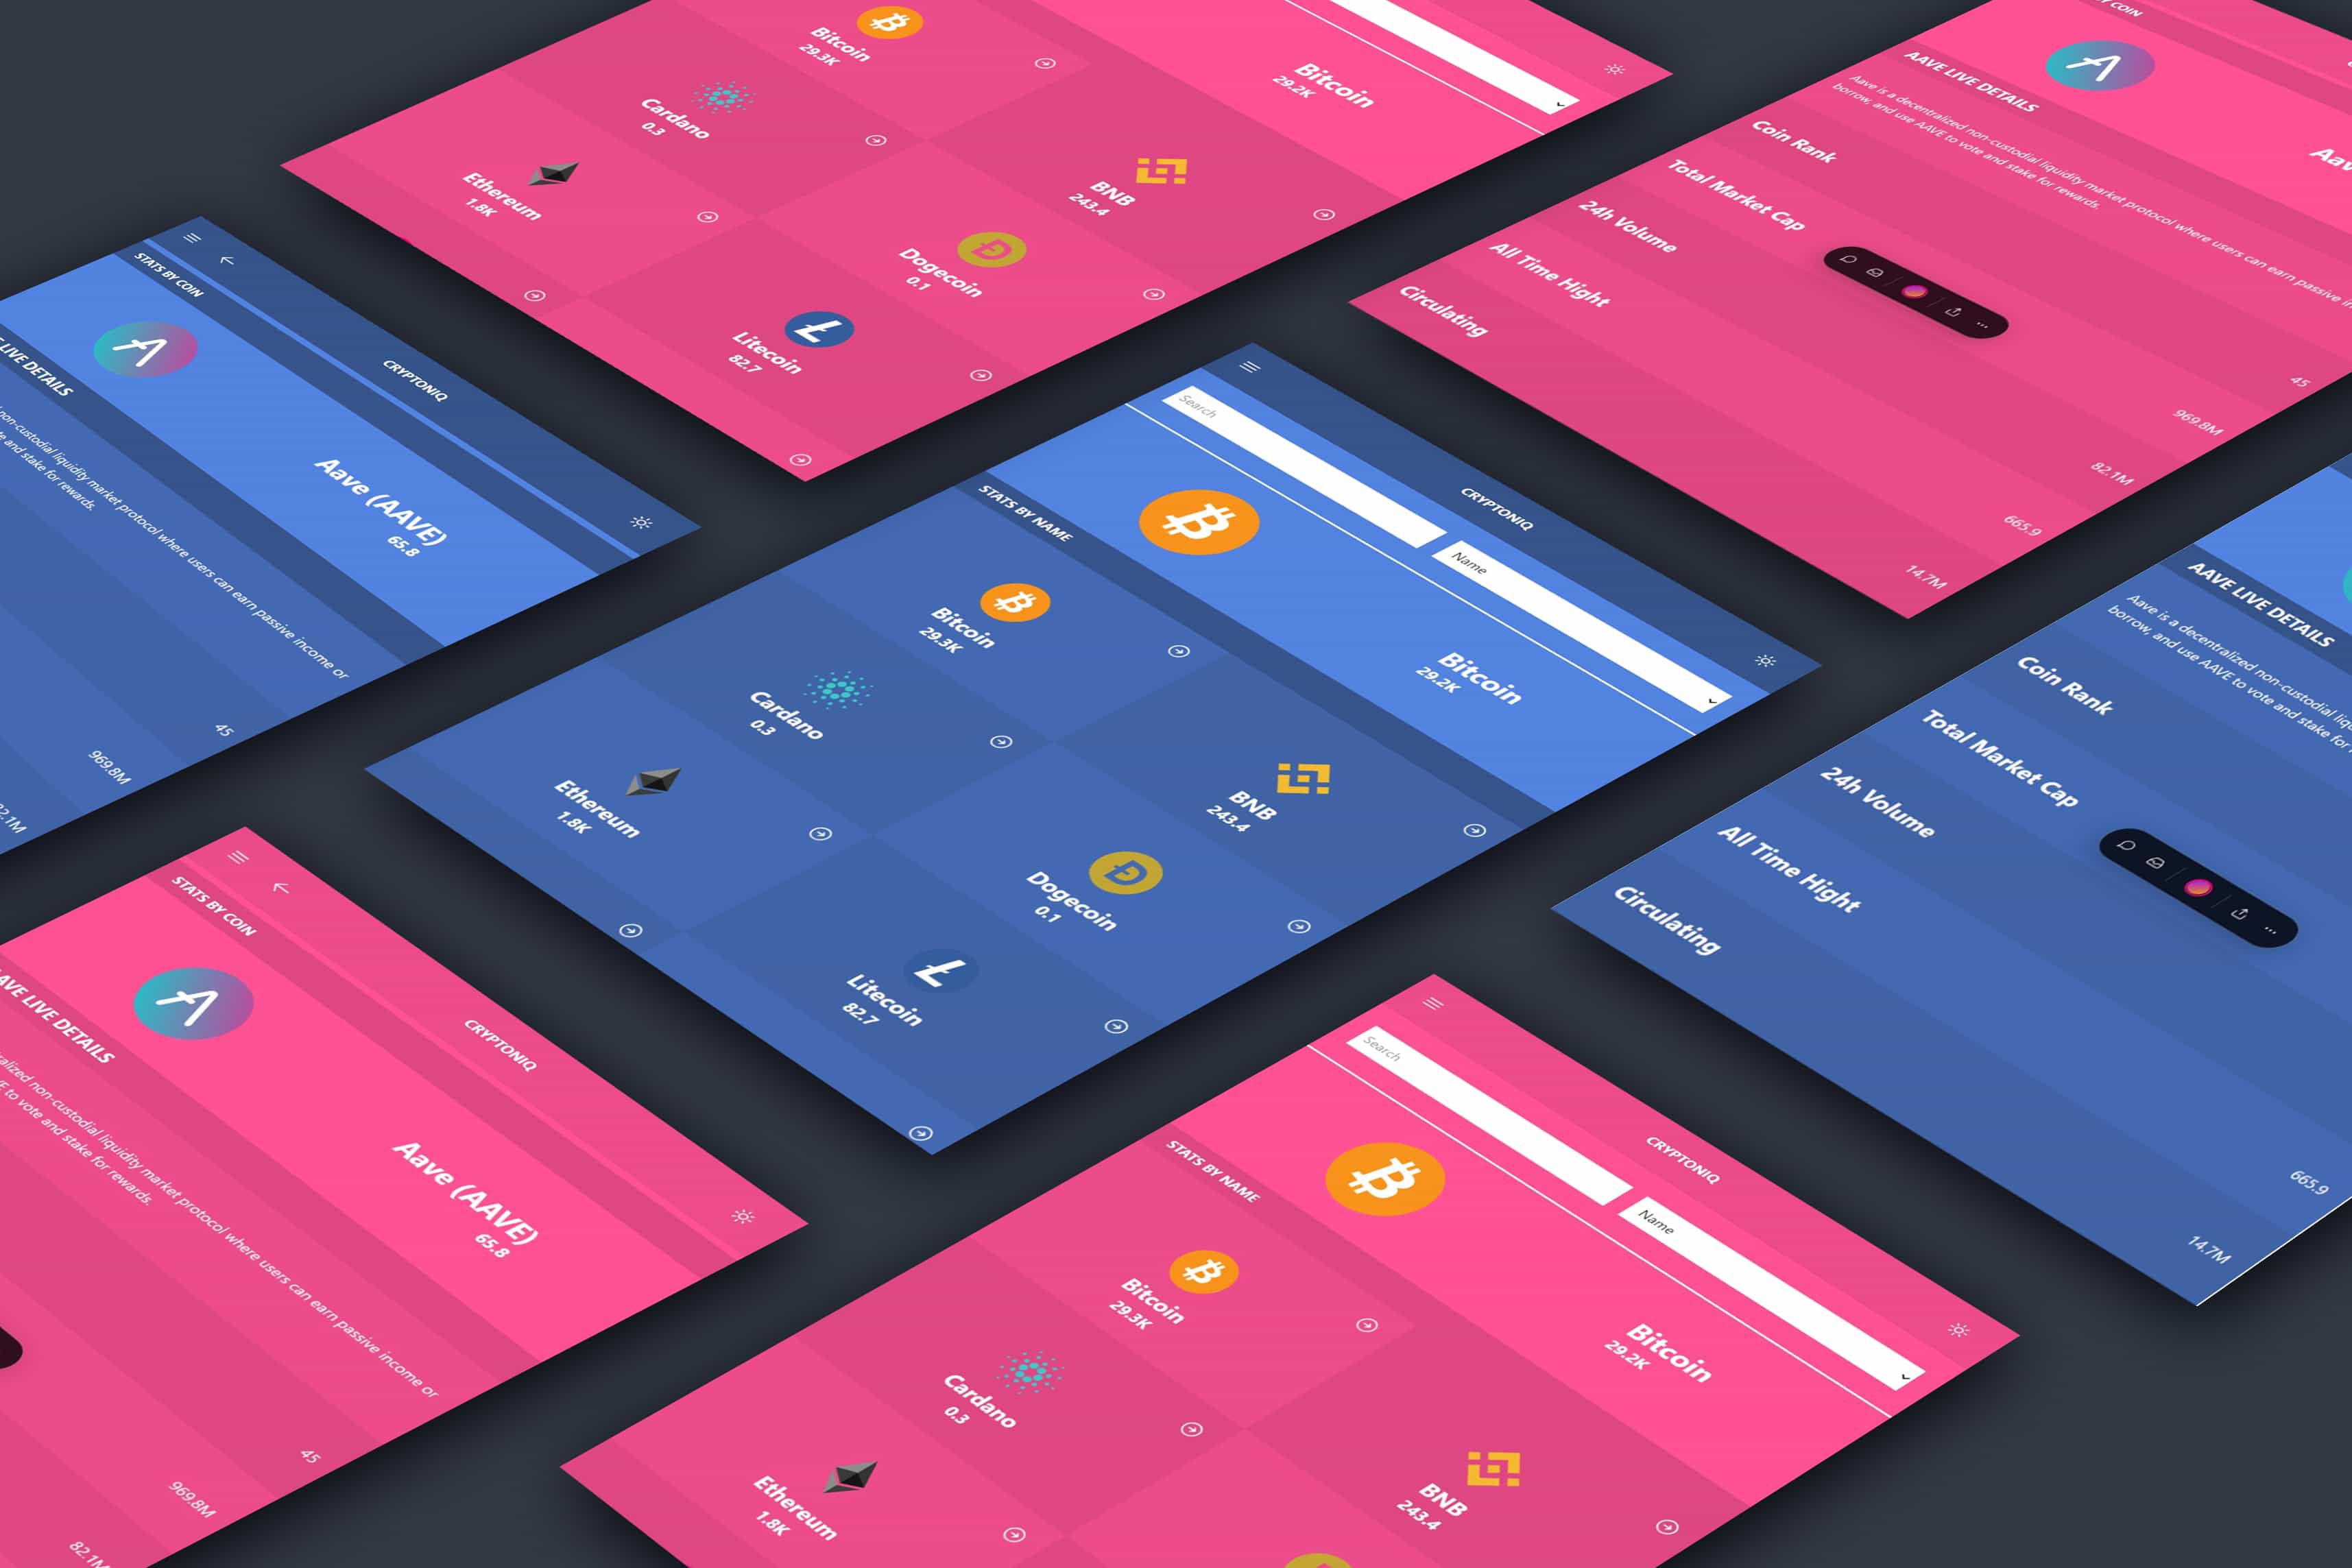 Bitcoin
29.3K
Cardano
0.3
Ethereum
1.8K
Bitcoin
29.2K
BNB
243.4
Dogecoin
0.1
Litecoin
82.7
AAVE LIVE DETAILS
Aave is a decentralized non-custodial liquidity market protocol where users can earn passive
borrow, and use AAVE to vote and stake for rewards.
Coin Rank
45
Total Market Cap
969.8M
24h Volume
82.1M
All Time Hight
665.9
Circulating
14.7M
CRYPTONIQ
STATS BY COIN
Aave (AAVE)
65.8
LIVE DETAILS
non-custodial liquidity market protocol where users can earn passive income or
and stake for rewards.
45
969.8M
CRYPTONIQ
Search
Name
Bitcoin
29.2K
STATS BY NAME
Bitcoin
29.3K
BNB
243.4
Cardano
0.3
Dogecoin
0.1
Ethereum
1.8K
Litecoin
82.7
AAVE LIVE DETAILS
Aave is a decentralized non-custodial
borrow, and use AAVE to vote and stake for
Coin Rank
Total Market Cap
24h Volume
All Time Hight
665.9
Circulating
14.7M
CRYPTONIQ
STATS BY COIN
Aave (AAVE)
65.8
AAVE LIVE DETAILS
non-custodial liquidity market protocol where users can earn passive income or
to vote and stake for rewards.
45
969.8M
82.1M
CRYPTONIQ
Search
Name
Bitcoin
29.2K
STATS BY NAME
Bitcoin
29.3K
BNB
243.4
Cardano
0.3
Ethereum
1.8K